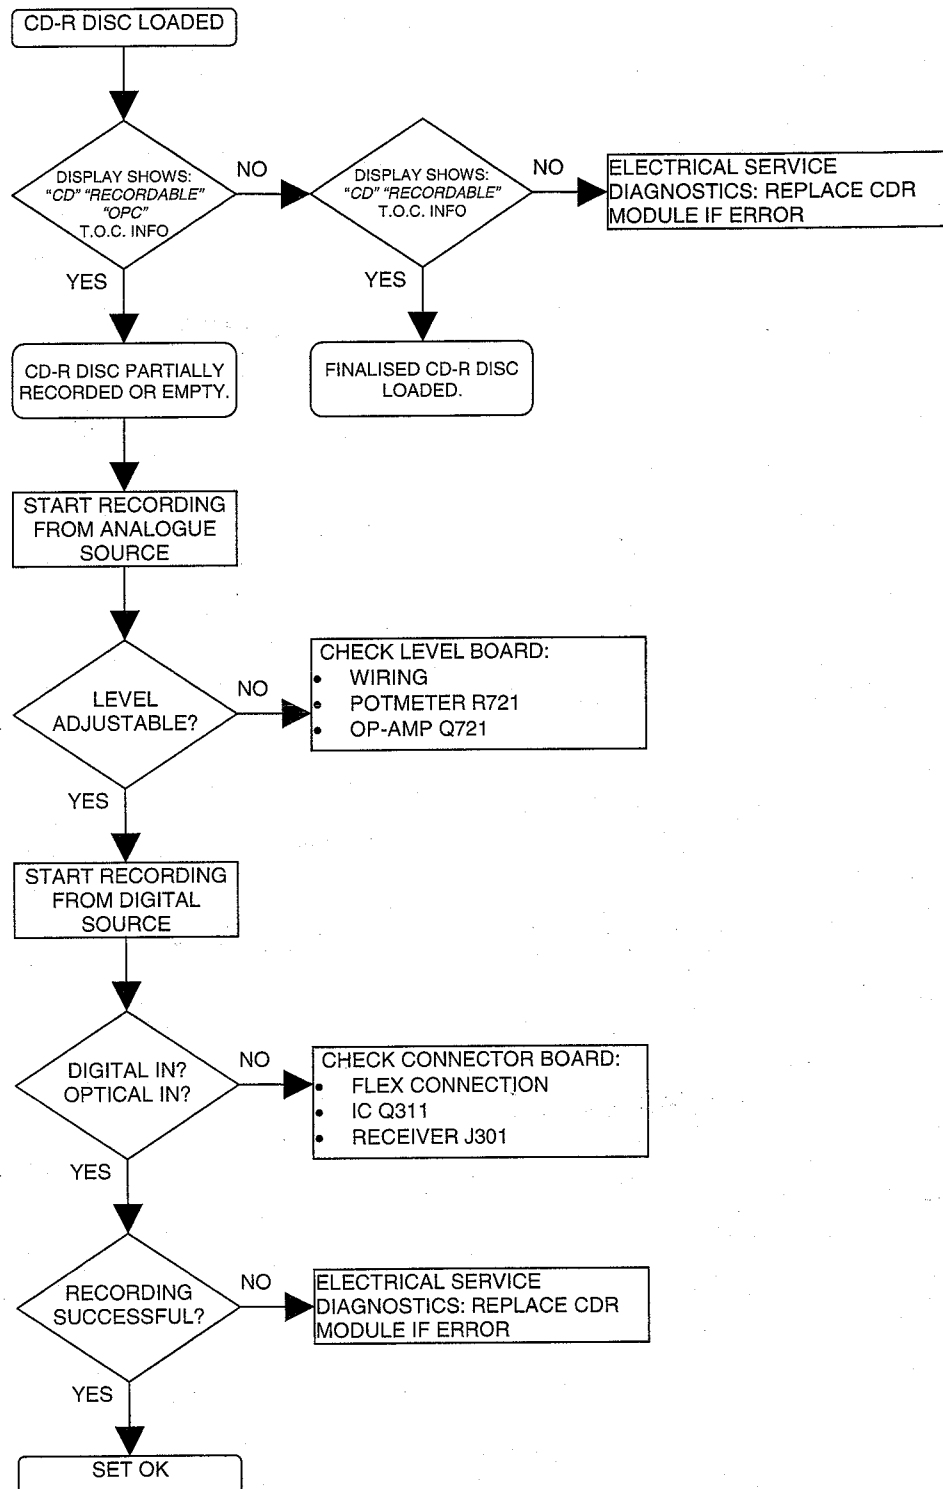 CD-R DISC LOADED
DISPLAY SHOWS:
"CD" "RECORDABLE"
"OPC"
T.O.C. INFO
NO
DISPLAY SHOWS:
"CD" "RECORDABLE"
T.O.C. INFO
NO
ELECTRICAL SERVICE
DIAGNOSTICS: REPLACE CDR
MODULE IF ERROR
YES
YES
CD-R DISC PARTIALLY
RECORDED OR EMPTY.
FINALISED CD-R DISC
LOADED.
START RECORDING
FROM ANALOGUE
SOURCE
LEVEL
ADJUSTABLE?
NO
CHECK LEVEL BOARD:
• WIRING
• POTMETER R721
• OP-AMP Q721
YES
START RECORDING
FROM DIGITAL
SOURCE
DIGITAL IN?
OPTICAL IN?
NO
CHECK CONNECTOR BOARD:
• FLEX CONNECTION
• IC Q311
• RECEIVER J301
YES
RECORDING
SUCCESSFUL?
NO
ELECTRICAL SERVICE
DIAGNOSTICS: REPLACE CDR
MODULE IF ERROR
YES
SET OK